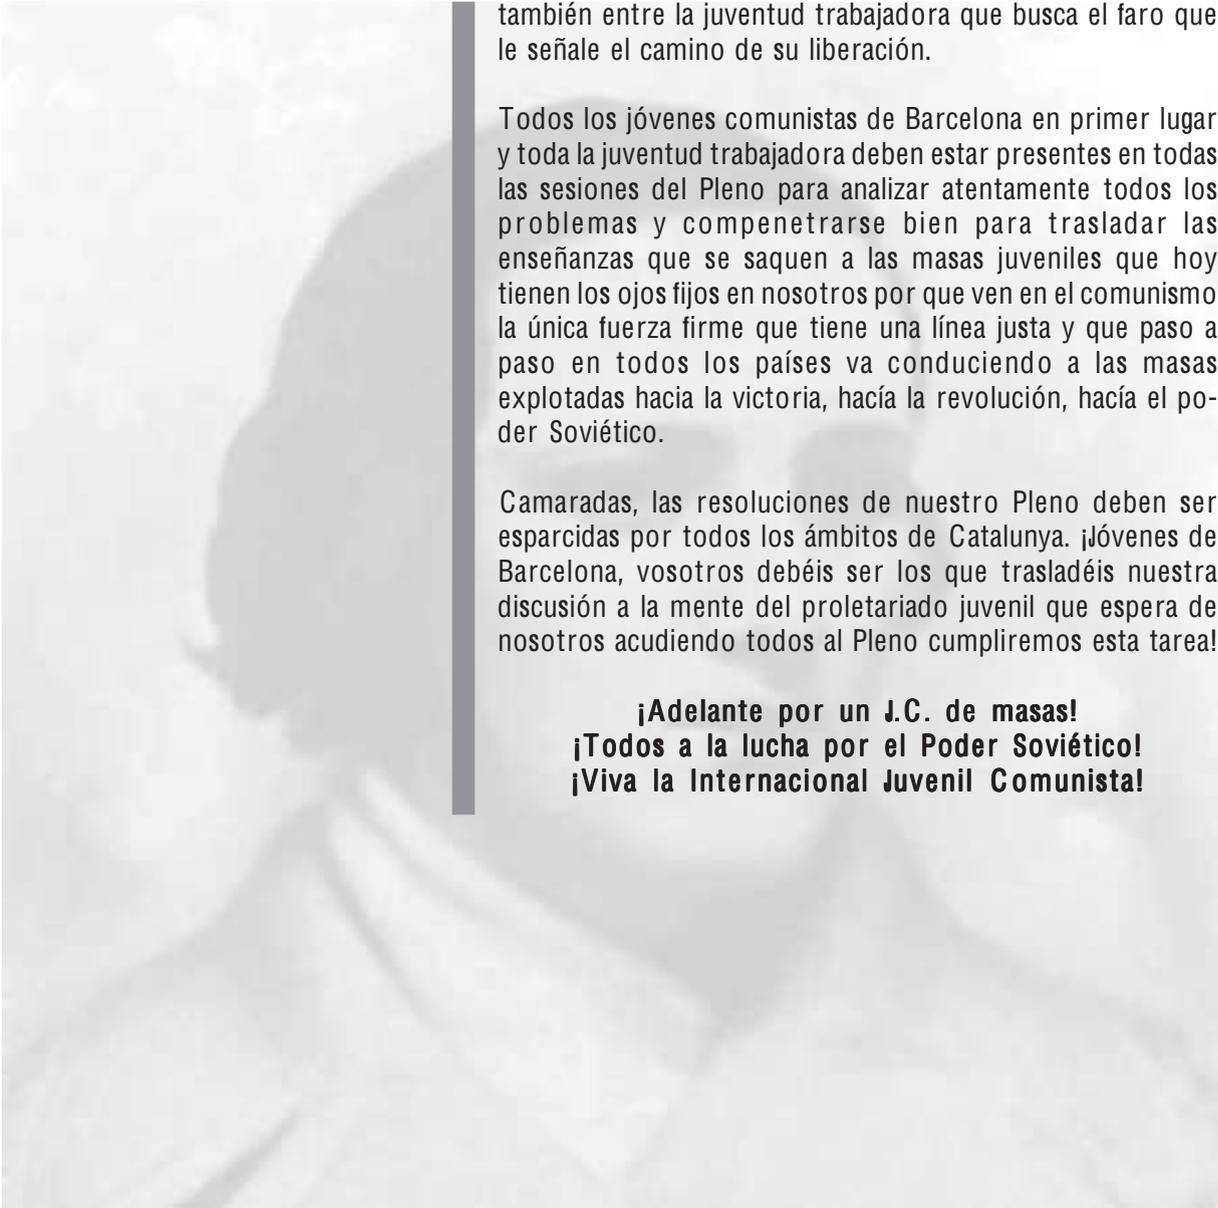 también entre la juventud trabajadora que busca el faro que
le señale el camino de su liberación.
Todos los jóvenes comunistas de Barcelona en primer lugar
y toda la juventud trabajadora deben estar presentes en todas
las sesiones del Pleno para analizar atentamente todos los
problemas y compenetrarse bien para trasladar las
enseñanzas que se saquen a las masas juveniles que hoy
tienen los ojos fijos en nosotros por que ven en el comunismo
la única fuerza firme que tiene una línea justa y que paso a
paso en todos los países va conduciendo a las masas
explotadas hacia la victoria, hacía la revolución, hacía el po-
der Soviético.
Camaradas, las resoluciones de nuestro Pleno deben ser
esparcidas por todos los ámbitos de Catalunya. ¡Jóvenes de
Barcelona, vosotros debéis ser los que trasladéis nuestra
discusión a la mente del proletariado juvenil que espera de
nosotros acudiendo todos al Pleno cumpliremos esta tarea!
¡Adelante por un J.C. de masas!
¡Todos a la lucha por el Poder Soviético!
¡Viva la Internacional Juvenil Comunista!